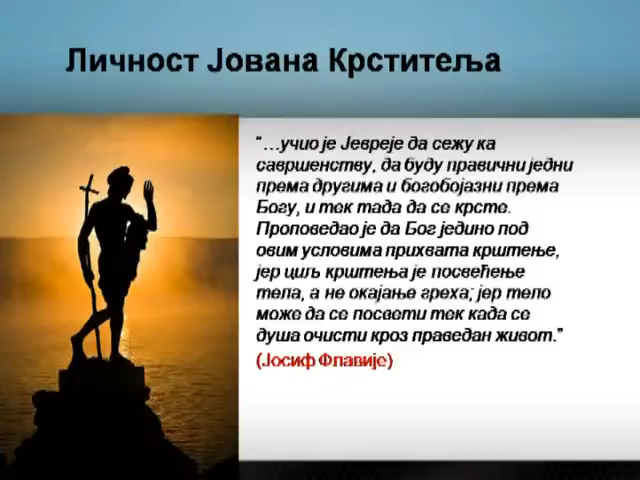 Личност Јована Крститеља
“…учио је Јевреје да сежу ка
савршенству, да буду правични једни
према другима и богобојазни према
Богу, и тек тада да се крсте.
Проповедао је да Бог једино под
овим условима прихвата крштење,
јер циљ крштења је посвећење
тела, а не окајање греха; јер тело
може да се посвети тек када се
душа очисти кроз праведан живот.”
(Јосиф Флавије)